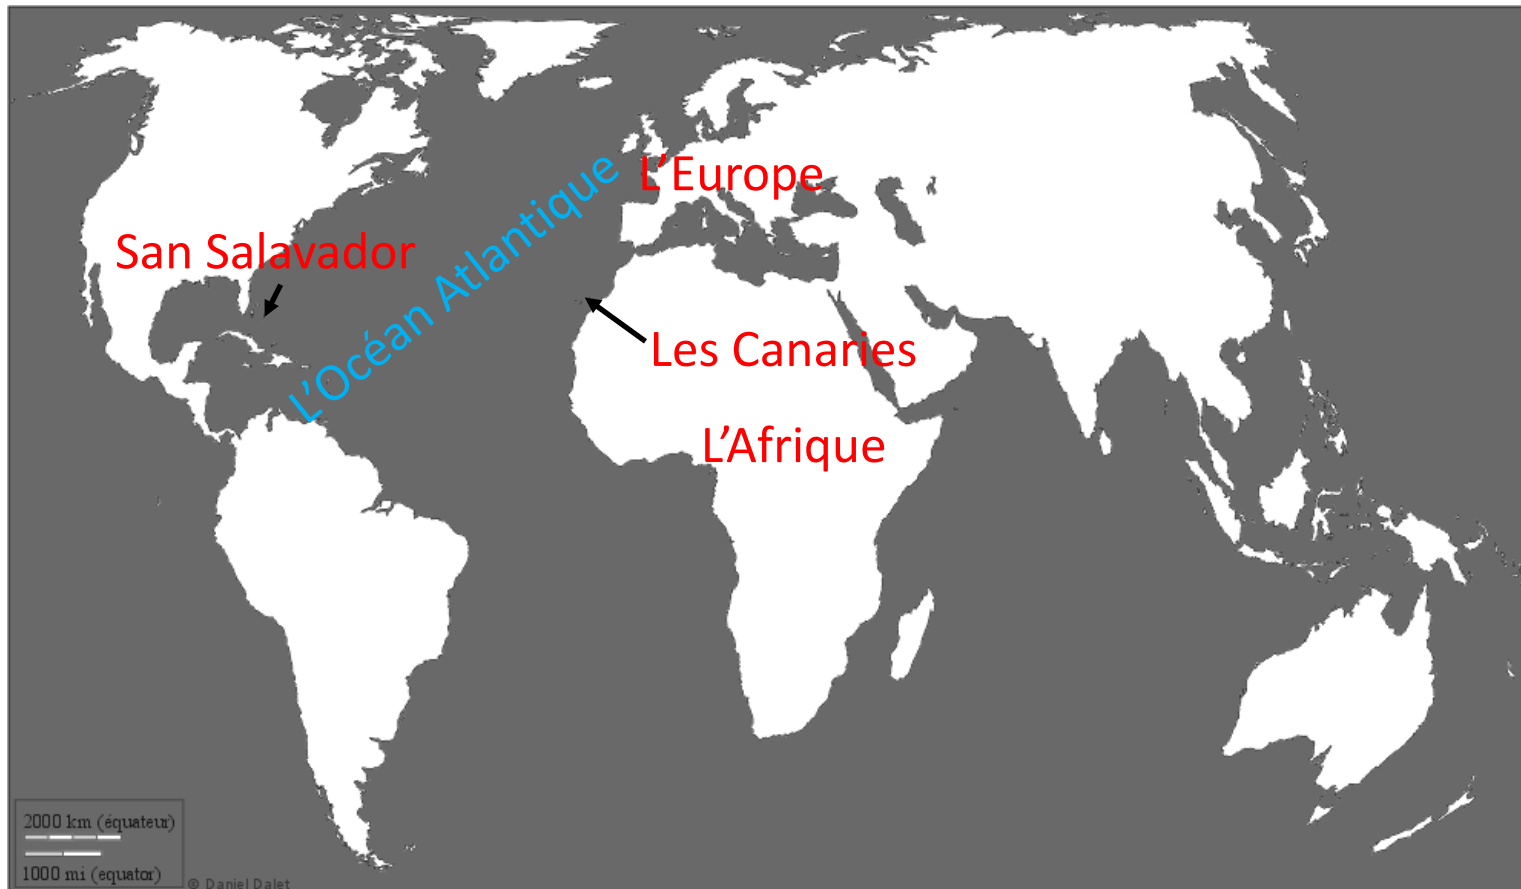 L'Europe
L'Océan Atlantique
San Salavador
Les Canaries
L'Afrique
2000 km (équateur)
1000 mi (equator)
© Daniel Dalet